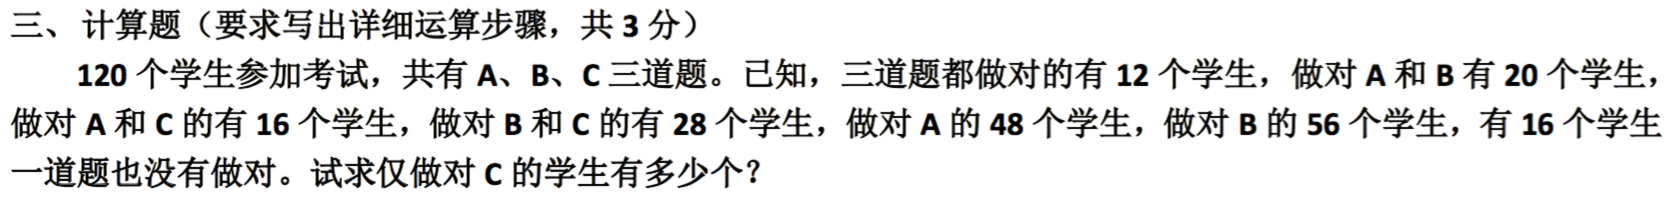 三、计算题（要求写出详细运算步骤，共 3 分）
120 个学生参加考试，共有 A、B、C 三道题。已知，三道题都做对的有 12 个学生，做对 A 和 B 有 20 个学生，
做对 A 和 C 的有 16 个学生，做对 B 和 C 的有 28 个学生，做对 A 的 48 个学生，做对 B 的 56 个学生，有 16 个学生
一道题也没有做对。试求仅做对 C 的学生有多少个？